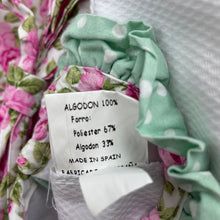 ALGODON 100%
Forro:
Poliester 67%
Algodon 33%
MADE IN SPAIN